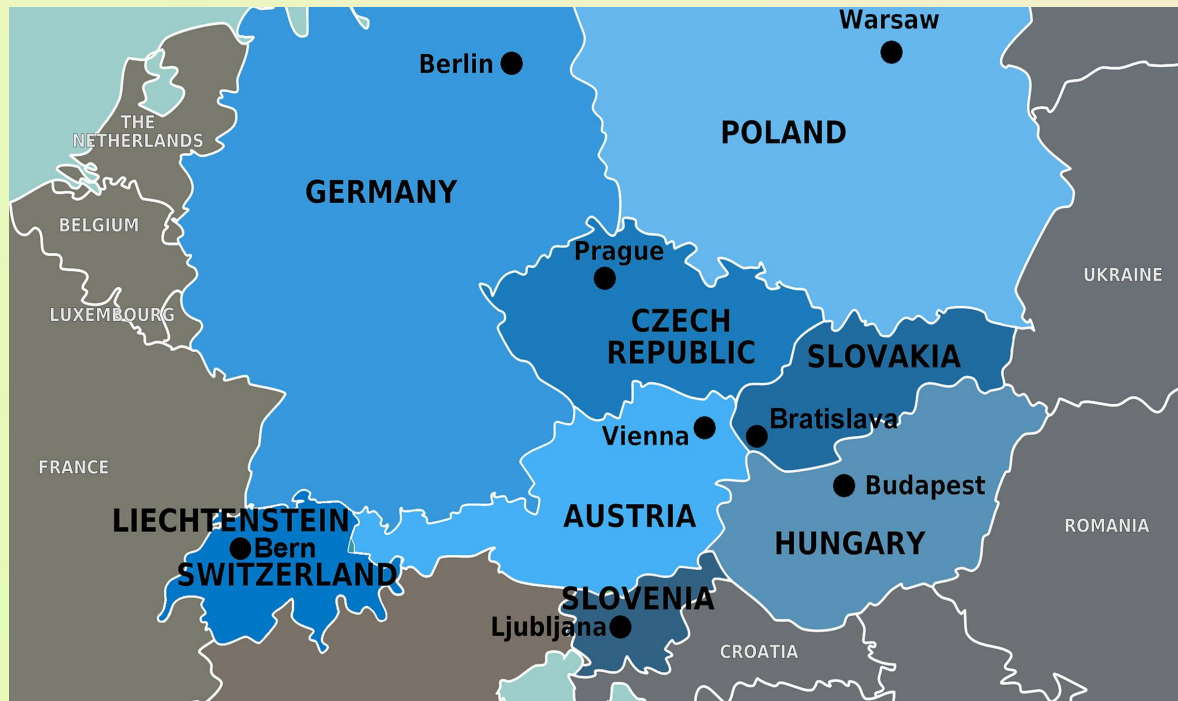 Warsaw
Berlin
THE
NETHERLANDS
POLAND
GERMANY
BELGIUM
Prague
UKRAINE
LUXEMBOURG
CZECH
REPUBLIC
SLOVAKIA
Bratislava
Vienna
FRANCE
Budapest
LIECHTENSTEIN
AUSTRIA
ROMANIA
Bern
HUNGARY
SWITZERLAND
SLOVENIA
Ljubljana
CROATIA